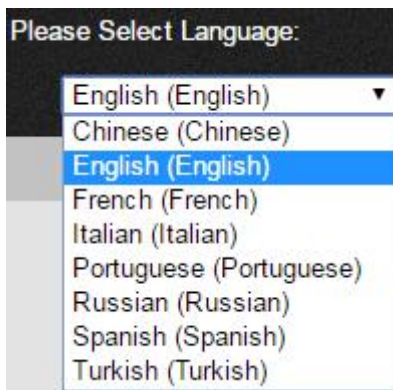 Please Select Language:
English (English)
Chinese (Chinese)
English (English)
French (French)
Italian (Italian)
Portuguese (Portuguese)
Russian (Russian)
Spanish (Spanish)
Turkish (Turkish)